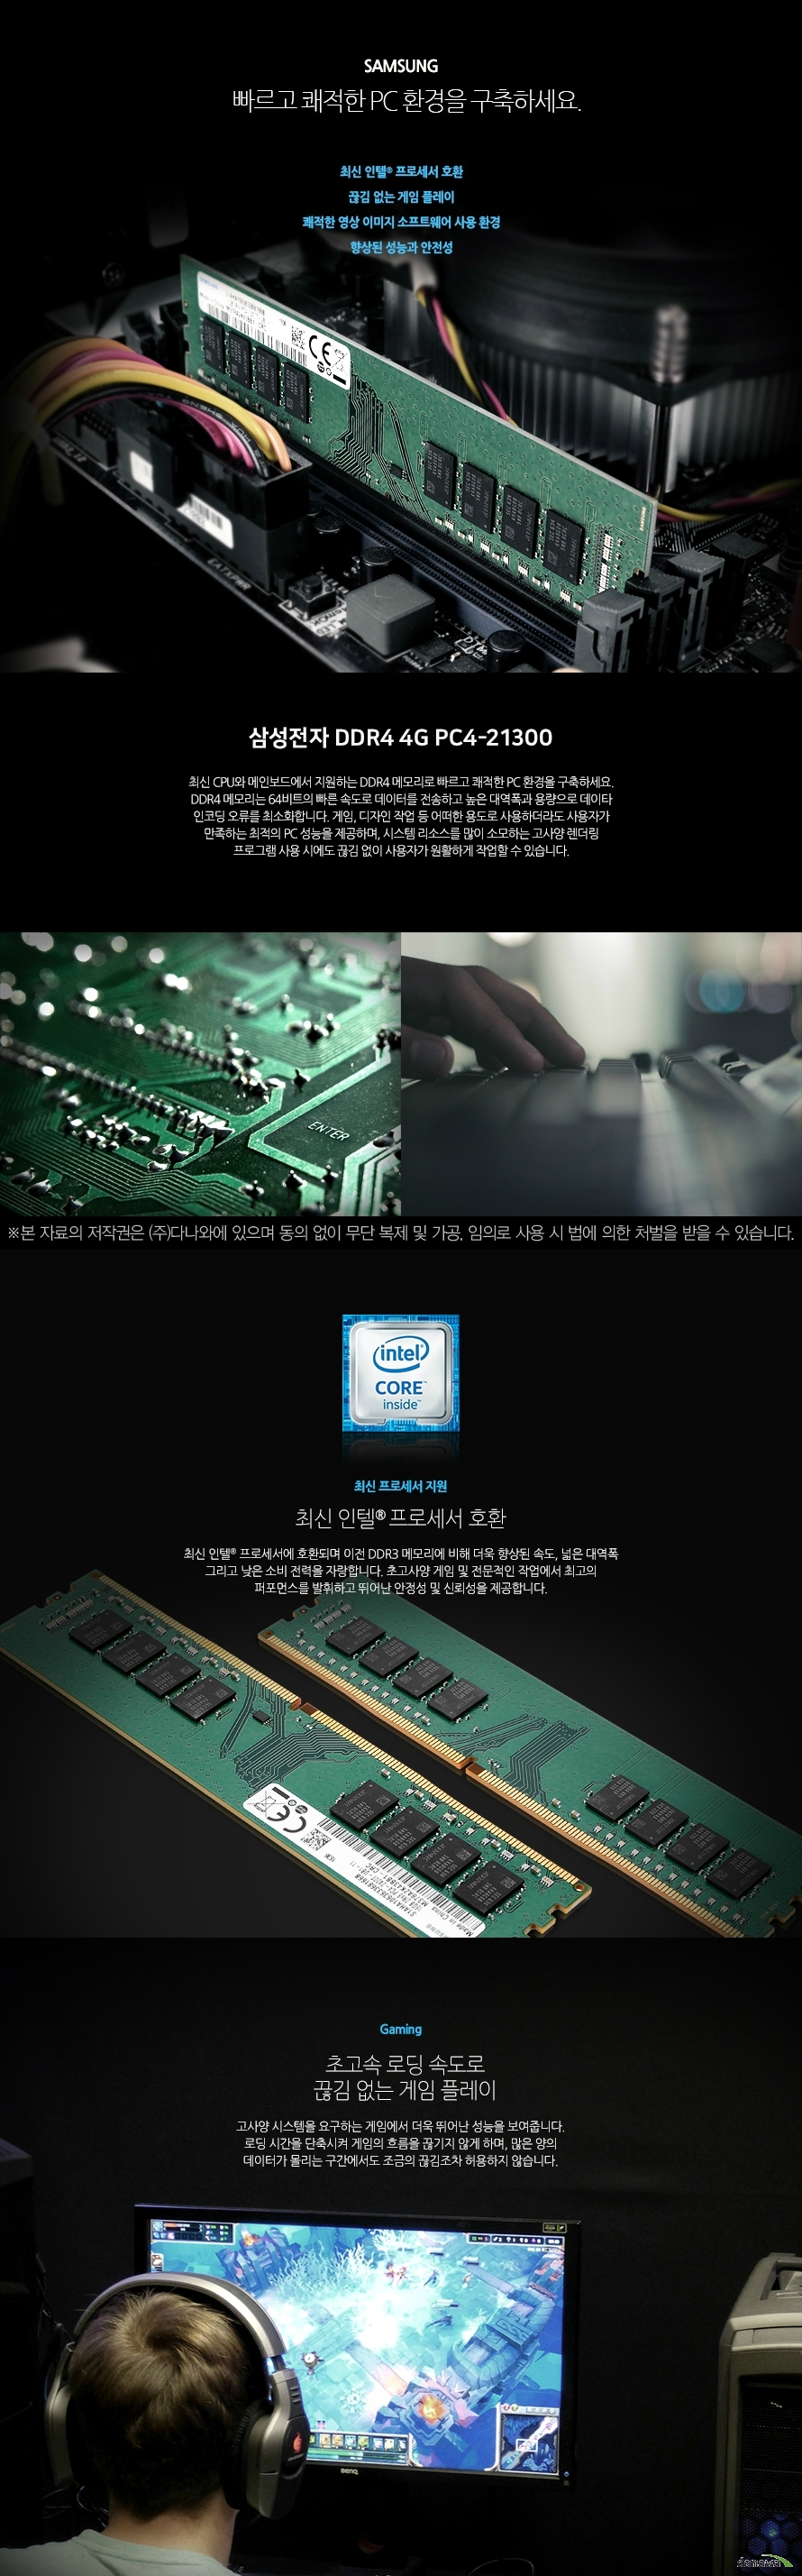 SAMSUNG
빠르고 쾌적한 PC 환경을 구축하세요.
최신 인텔® 프로세서 호환
끊김 없는 게임 플레이
쾌적한 영상 이미지 소프트웨어 사용 환경
향상된 성능과 안전성
CE
EATXPWR
삼성전자 DDR4 4G PC4-21300
최신 CPU와 메인보드에서 지원하는 DDR4 메모리로 빠르고 쾌적한 PC 환경을 구축하세요.
DDR4 메모리는 64비트의 빠른 속도로 데이터를 전송하고 높은 대역폭과 용량으로 데이타
인코딩 오류를 최소화합니다. 게임, 디자인 작업 등 어떠한 용도로 사용하더라도 사용자가
만족하는 최적의 PC 성능을 제공하며, 시스템 리소스를 많이 소모하는 고사양 렌더링
프로그램 사용 시에도 끊김 없이 사용자가 원활하게 작업할 수 있습니다.
ENTER
※본 자료의 저작권은 (주)다나와에 있으며 동의 없이 무단 복제 및 가공, 임의로 사용 시 법에 의한 처벌을 받을 수 있습니다.
intel
CORE™
inside™
최신 프로세서 지원
최신 인텔® 프로세서 호환
최신 인텔® 프로세서에 호환되며 이전 DDR3 메모리에 비해 더욱 향상된 속도, 넓은 대역폭
그리고 낮은 소비 전력을 자랑합니다. 초고사양 게임 및 전문적인 작업에서 최고의
퍼포먼스를 발휘하고 뛰어난 안정성 및 신뢰성을 제공합니다.
CE
Made in China
Gaming
초고속 로딩 속도로
끊김 없는 게임 플레이
고사양 시스템을 요구하는 게임에서 더욱 뛰어난 성능을 보여줍니다.
로딩 시간을 단축시켜 게임의 흐름을 끊기지 않게 하며, 많은 양의
데이터가 몰리는 구간에서도 조금의 끊김조차 허용하지 않습니다.
BenQ